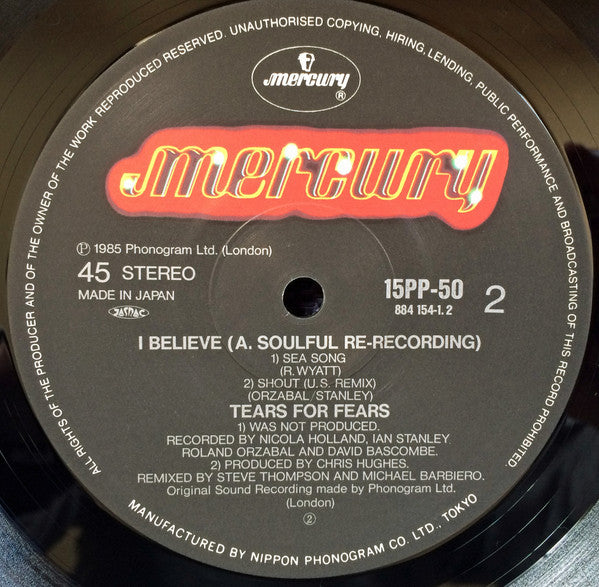 ALL RIGHTS OF THE PRODUCER AND OF THE OWNER OF THE WORK REPRODUCED RESERVED. UNAUTHORISED COPYING, HIRING, LENDING, PUBLIC PERFORMANCE AND BROADCASTING OF THIS RECORD PROHIBITED
mercury
®
mercury
Ⓟ 1985 Phonogram Ltd. (London)
45 STEREO
MADE IN JAPAN
JASRAC
15PP-50
884 154-1. 2
2
I BELIEVE (A. SOULFUL RE-RECORDING)
1) SEA SONG
(R.WYATT)
2) SHOUT (U.S. REMIX)
(ORZABAL/STANLEY)
TEARS FOR FEARS
1) WAS NOT PRODUCED.
RECORDED BY NICOLA HOLLAND, IAN STANLEY.
ROLAND ORZABAL and DAVID BASCOMBE.
2) PRODUCED BY CHRIS HUGHES.
REMIXED BY STEVE THOMPSON AND MICHAEL BARBIERO.
Original Sound Recording made by Phonogram Ltd.
(London)
②
MANUFACTURED BY NIPPON PHONOGRAM CO. LTD., TOKYO